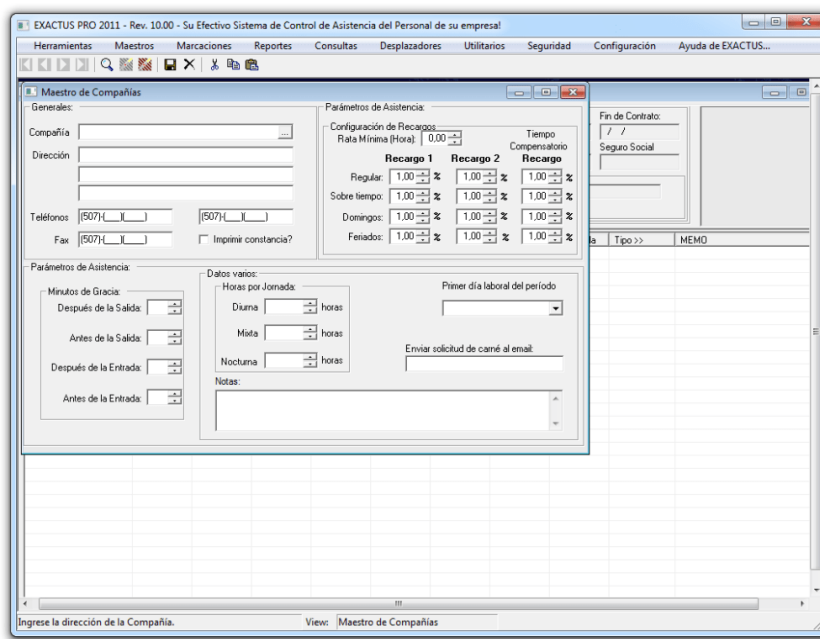 EXACTUS PRO 2011 - Rev. 10.00 - Su Efectivo Sistema de Control de Asistencia del Personal de su empresa!
Herramientas Maestros Marcaciones Reportes Consultas Desplazadores Utilitarios Seguridad Configuración Ayuda de EXACTUS...
Maestro de Compañías
Generales:
Compañía ...
Dirección
Teléfonos (507)-(___)(____) (507)-(___)(____)
Fax (507)-(___)(____) Imprimir constancia?
Parámetros de Asistencia:
Configuración de Recargos
Rata Mínima (Hora): 0,00
Tiempo
Compensatorio
Recargo 1 Recargo 2 Recargo
Regular: 1,00 % 1,00 % 1,00 %
Sobre tiempo: 1,00 % 1,00 % 1,00 %
Domingos: 1,00 % 1,00 % 1,00 %
Feriados: 1,00 % 1,00 % 1,00 %
Fin de Contrato:
/ /
Seguro Social
Tipo >> MEMO
Parámetros de Asistencia:
Minutos de Gracia:
Después de la Salida:
Antes de la Salida:
Después de la Entrada:
Antes de la Entrada:
Datos varios:
Horas por Jornada:
Diurna horas
Mixta horas
Nocturna horas
Primer día laboral del período
Enviar solicitud de carné al email:
Notas:
Ingrese la dirección de la Compañía. View: Maestro de Compañías